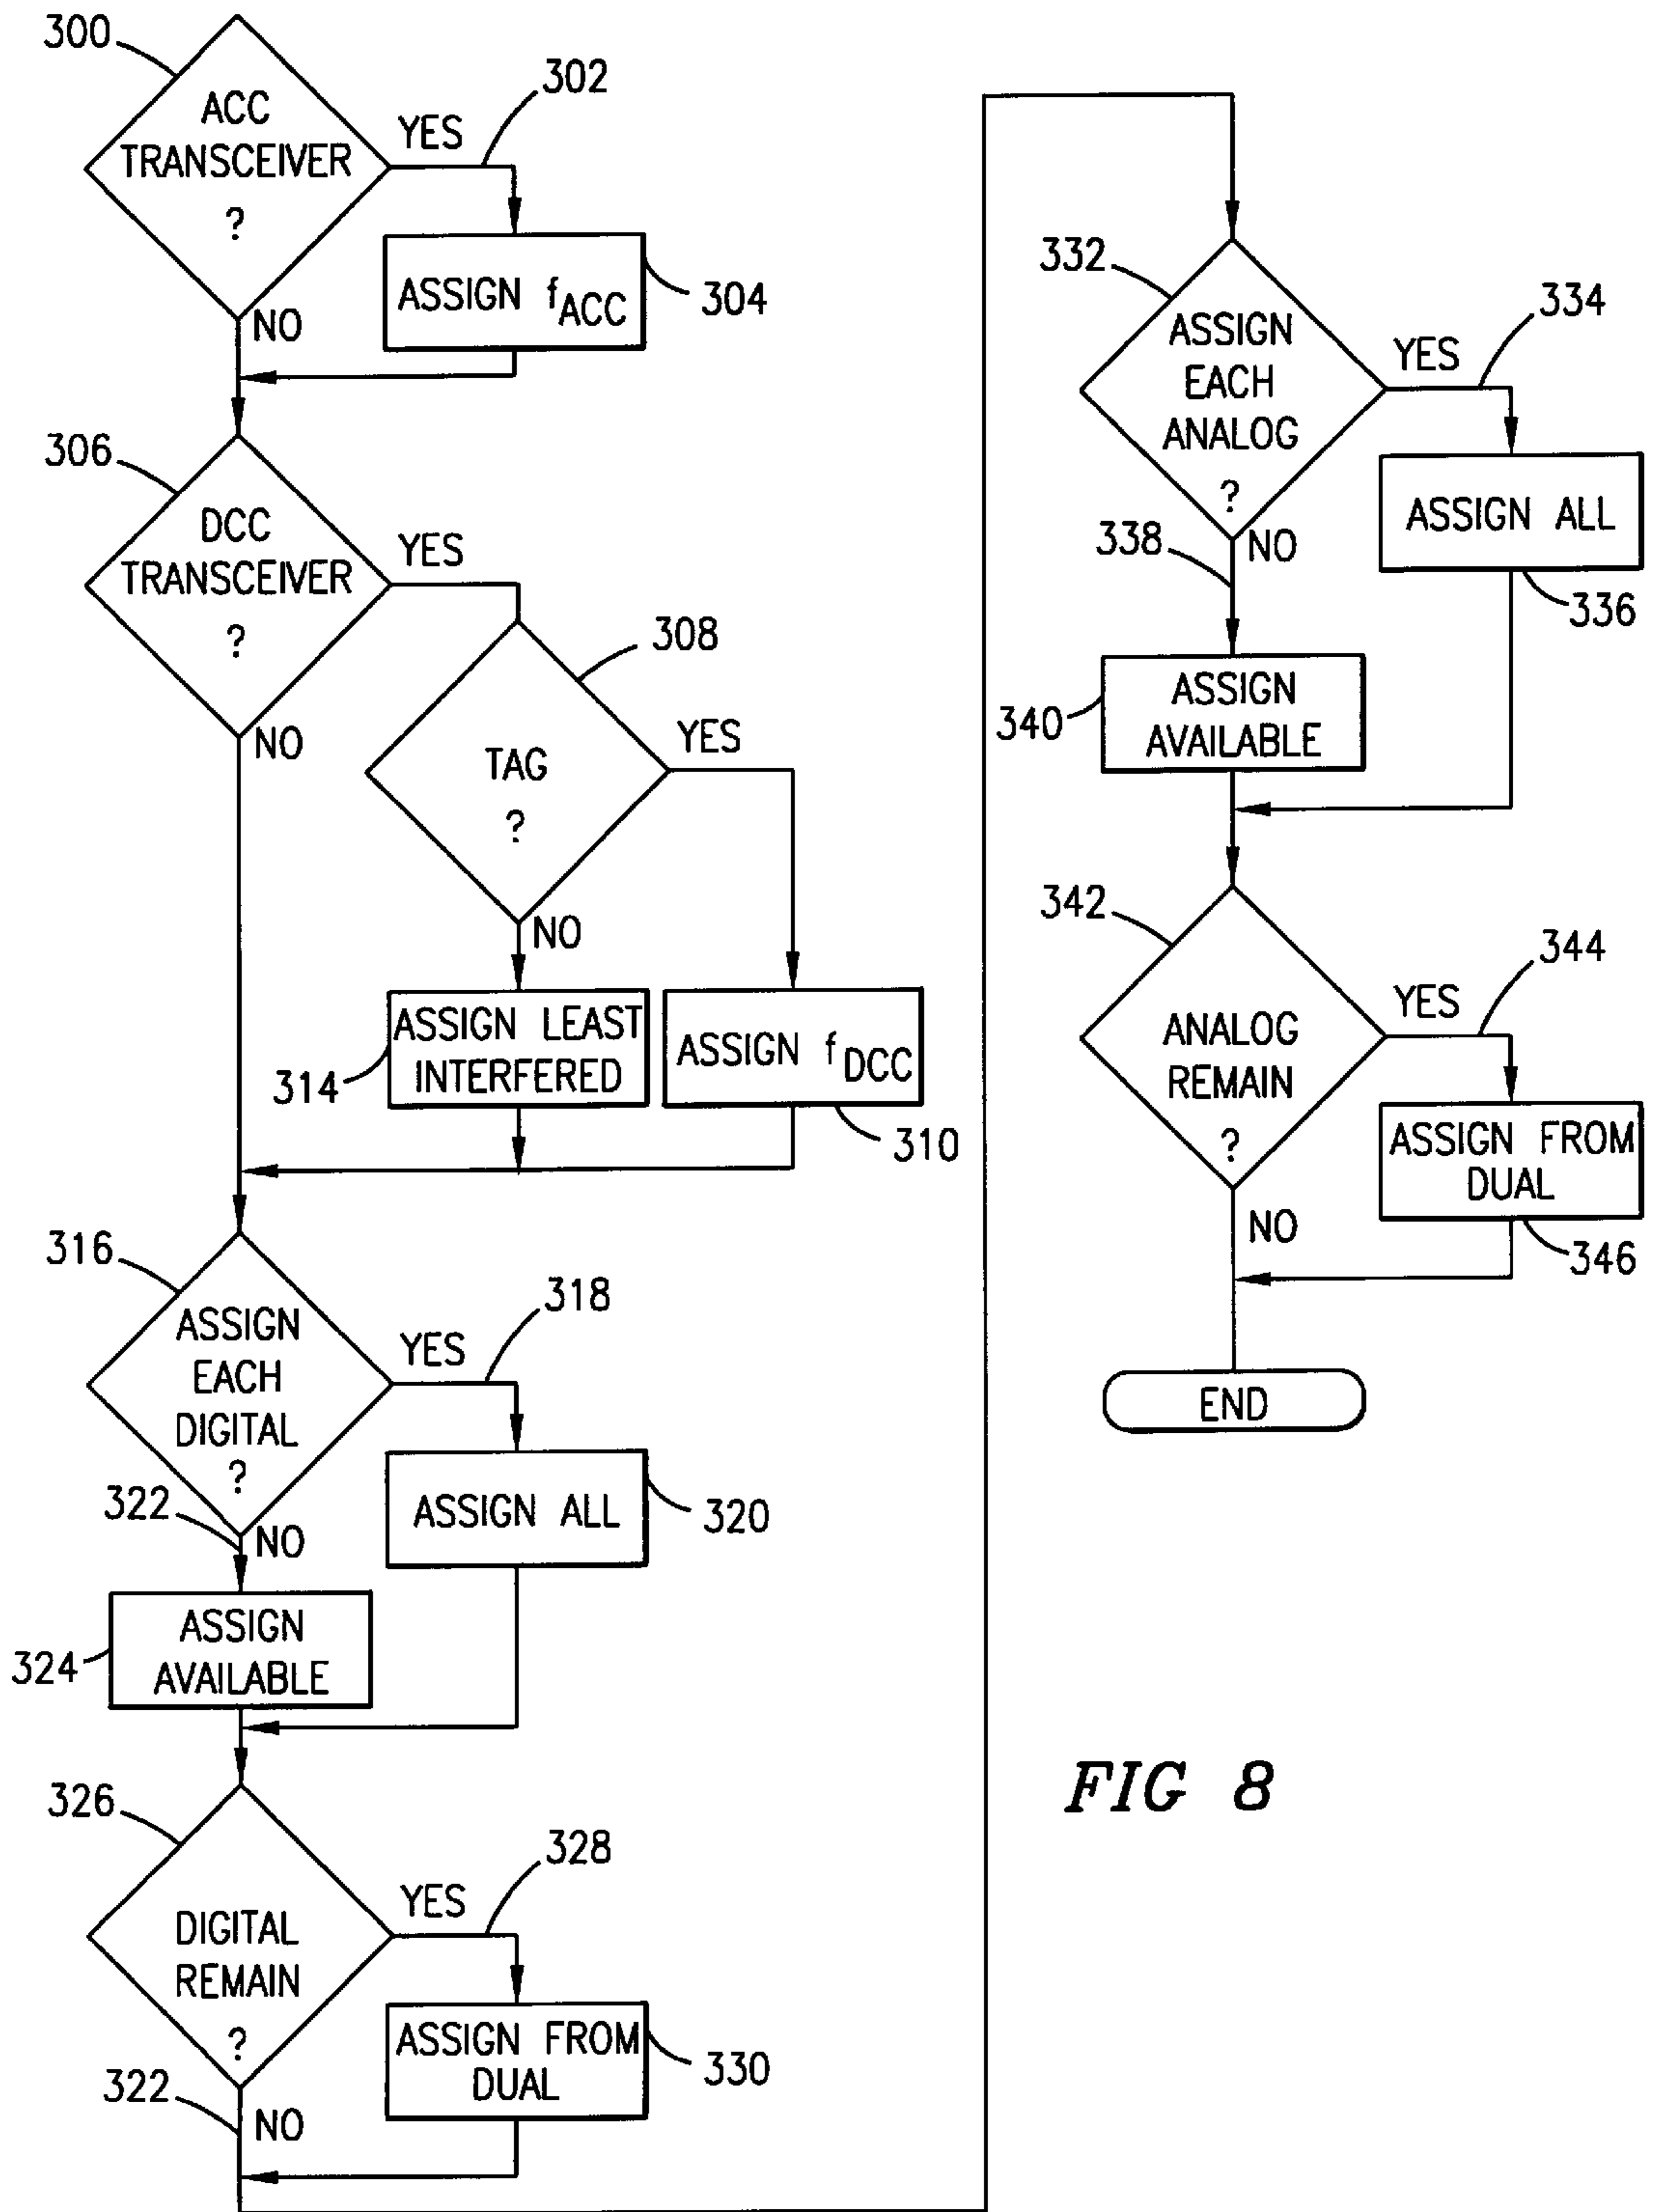 300
ACC
TRANSCEIVER
?
YES
302
ASSIGN fACC
304
NO
306
DCC
TRANSCEIVER
?
YES
308
TAG
?
YES
NO
NO
ASSIGN LEAST
INTERFERED
314
ASSIGN fDCC
310
316
ASSIGN
EACH
DIGITAL
?
YES
318
ASSIGN ALL
320
322
NO
ASSIGN
AVAILABLE
324
326
DIGITAL
REMAIN
?
YES
328
ASSIGN FROM
DUAL
330
322
NO
332
ASSIGN
EACH
ANALOG
?
YES
334
ASSIGN ALL
336
338
NO
ASSIGN
AVAILABLE
340
342
ANALOG
REMAIN
?
YES
344
ASSIGN FROM
DUAL
346
NO
END
FIG 8